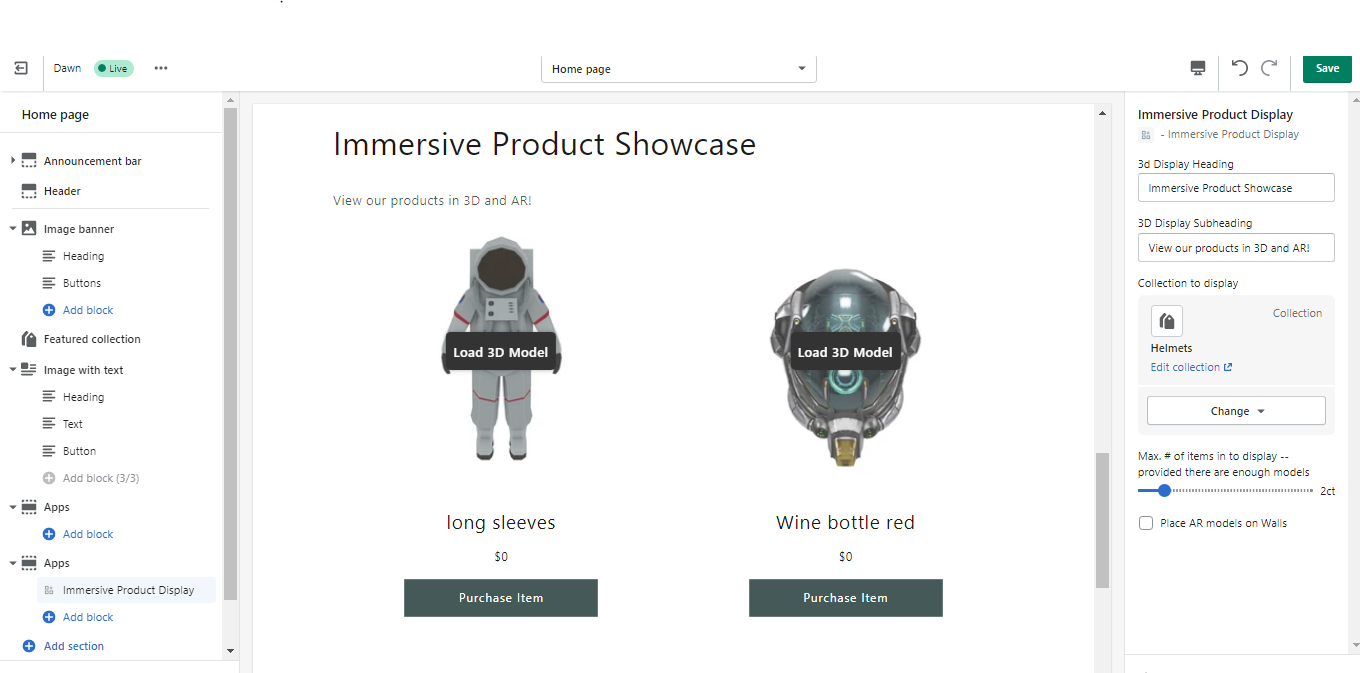 Dawn
Live
Home page
Save
Home page
Announcement bar
Header
Image banner
Heading
Buttons
Add block
Featured collection
Image with text
Heading
Text
Button
Add block (3/3)
Apps
Add block
Apps
Immersive Product Display
Add block
Add section
Immersive Product Showcase
View our products in 3D and AR!
Load 3D Model
Load 3D Model
long sleeves
Wine bottle red
$0
$0
Purchase Item
Purchase Item
Immersive Product Display
- Immersive Product Display
3d Display Heading
Immersive Product Showcase
3D Display Subheading
View our products in 3D and AR!
Collection to display
Collection
Helmets
Edit collection
Change
Max. # of items in to display --
provided there are enough models
2ct
Place AR models on Walls